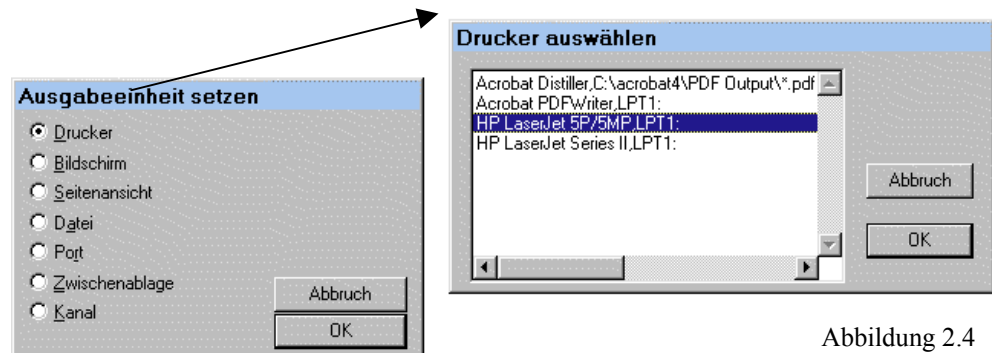 Ausgabeeinheit setzen
Drucker
Bildschirm
Seitenansicht
Datei
Port
Zwischenablage
Kanal
Abbruch
OK
Drucker auswählen
Acrobat Distiller,C:\acrobat4\PDF Output\*.pdf
Acrobat PDFWriter,LPT1:
HP LaserJet 5P/5MP,LPT1:
HP LaserJet Series II,LPT1:
Abbruch
OK
Abbildung 2.4